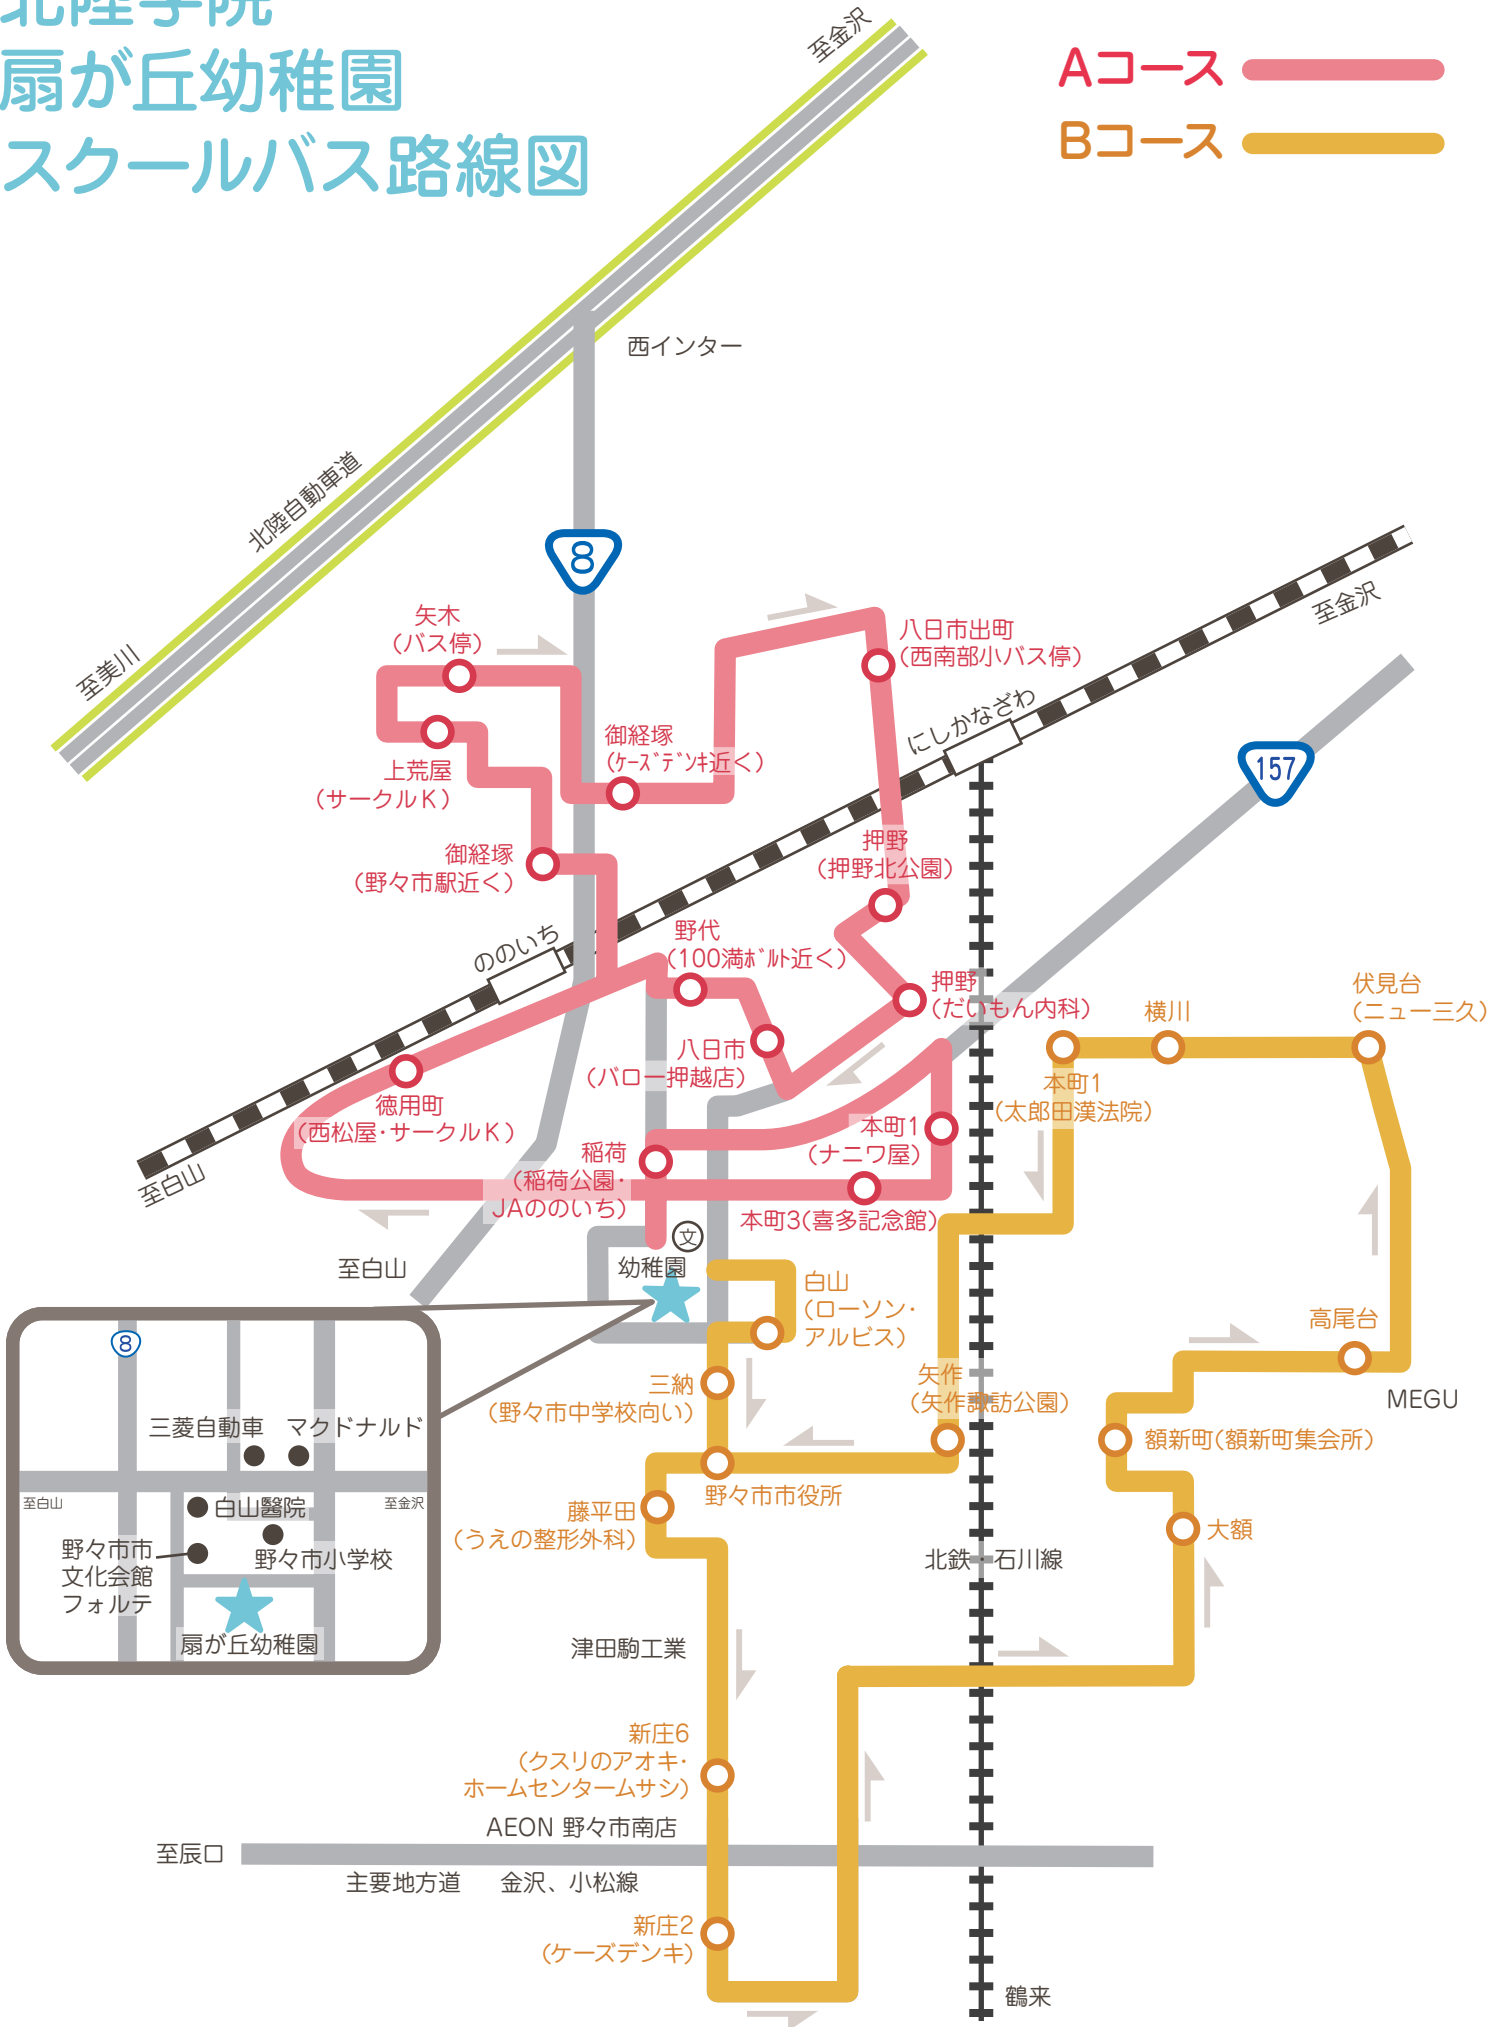 北陸学院
扇が丘幼稚園
スクールバス路線図
Aコース
Bコース
至金沢
西インター
北陸自動車道
至美川
8
至金沢
矢木
(バス停)
八日市出町
(西南部小バス停)
にしかなざわ
157
御経塚
(ケーズデンキ近く)
上荒屋
(サークルK)
御経塚
(野々市駅近く)
押野
(押野北公園)
ののいち
野代
(100満ボルト近く)
押野
(だいもん内科)
伏見台
(ニュー三久)
横川
八日市
(バロー押越店)
本町1
(太郎田漢法院)
徳用町
(西松屋・サークルK)
本町1
(ナニワ屋)
稲荷
(稲荷公園・
JAののいち)
至白山
本町3(喜多記念館)
文
幼稚園
至白山
白山
(ローソン・
アルビス)
高尾台
MEGU
三納
(野々市中学校向い)
矢作
(矢作諏訪公園)
額新町(額新町集会所)
野々市市役所
藤平田
(うえの整形外科)
大額
北鉄・石川線
8
三菱自動車
マクドナルド
至白山
至金沢
白山醫院
野々市市
文化会館
フォルテ
野々市小学校
扇が丘幼稚園
津田駒工業
新庄6
(クスリのアオキ・
ホームセンタームサシ)
AEON 野々市南店
至辰口
主要地方道 金沢、小松線
新庄2
(ケーズデンキ)
鶴来